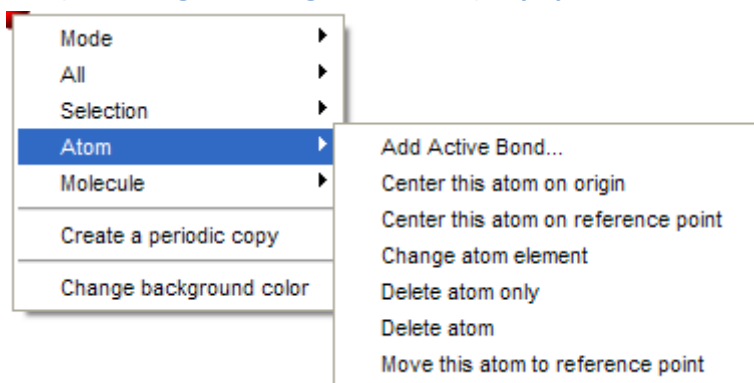 Mode
All
Selection
Atom
Molecule
Create a periodic copy
Change background color
Add Active Bond...
Center this atom on origin
Center this atom on reference point
Change atom element
Delete atom only
Delete atom
Move this atom to reference point